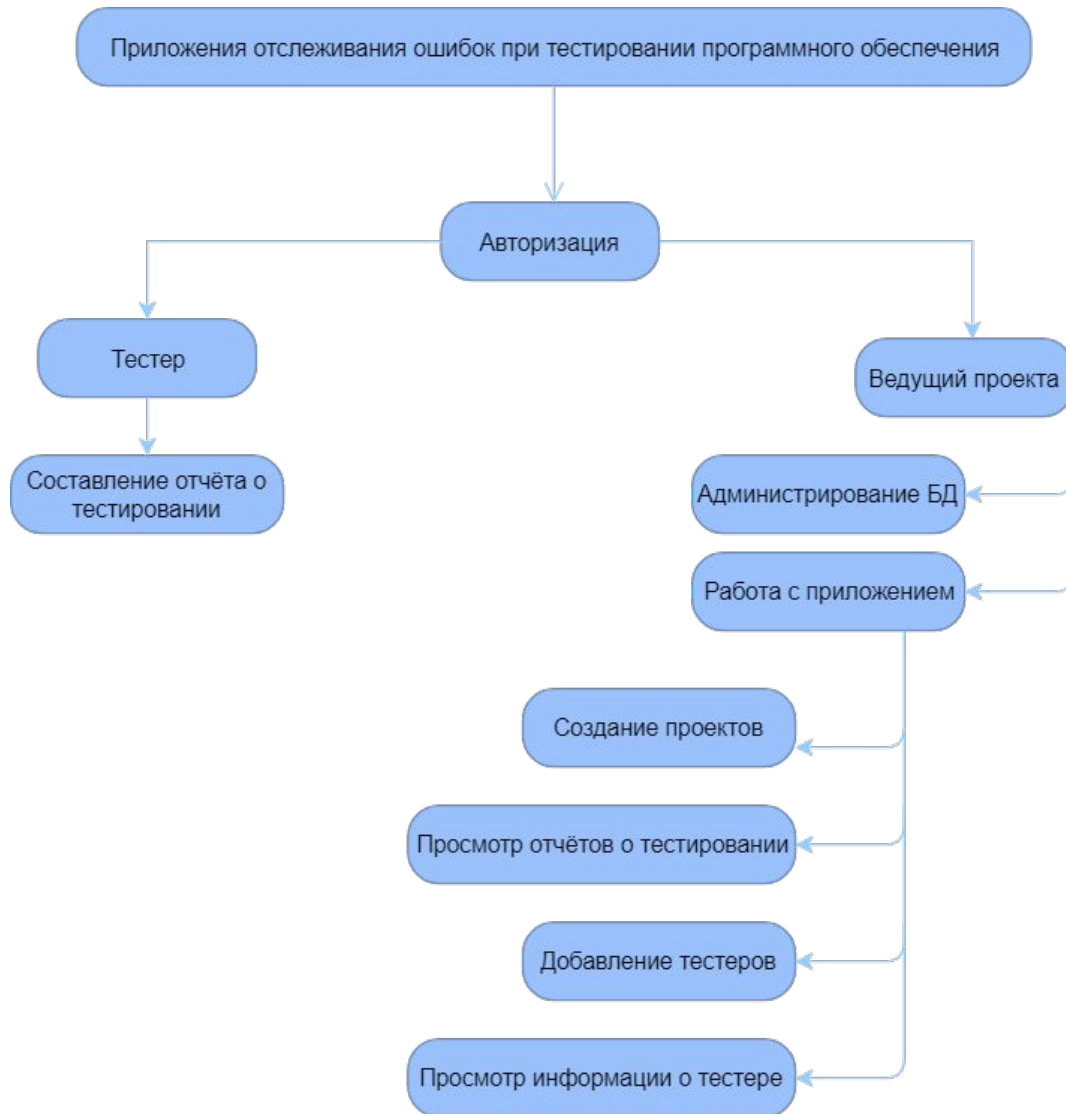 Приложения отслеживания ошибок при тестировании программного обеспечения
Авторизация
Тестер
Ведущий проекта
Составление отчёта о
тестировании
Администрирование БД
Работа с приложением
Создание проектов
Просмотр отчётов о тестировании
Добавление тестеров
Просмотр информации о тестере